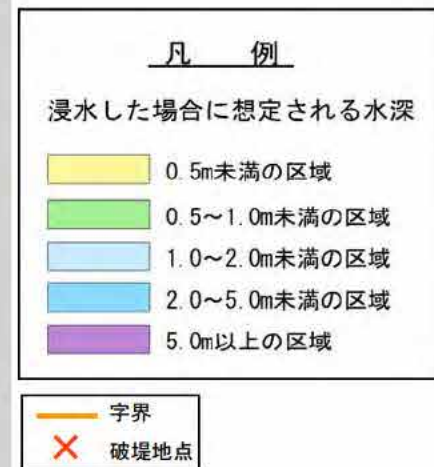 凡　例
浸水した場合に想定される水深
0.5m未満の区域
0.5～1.0m未満の区域
1.0～2.0m未満の区域
2.0～5.0m未満の区域
5.0m以上の区域
字界
破堤地点